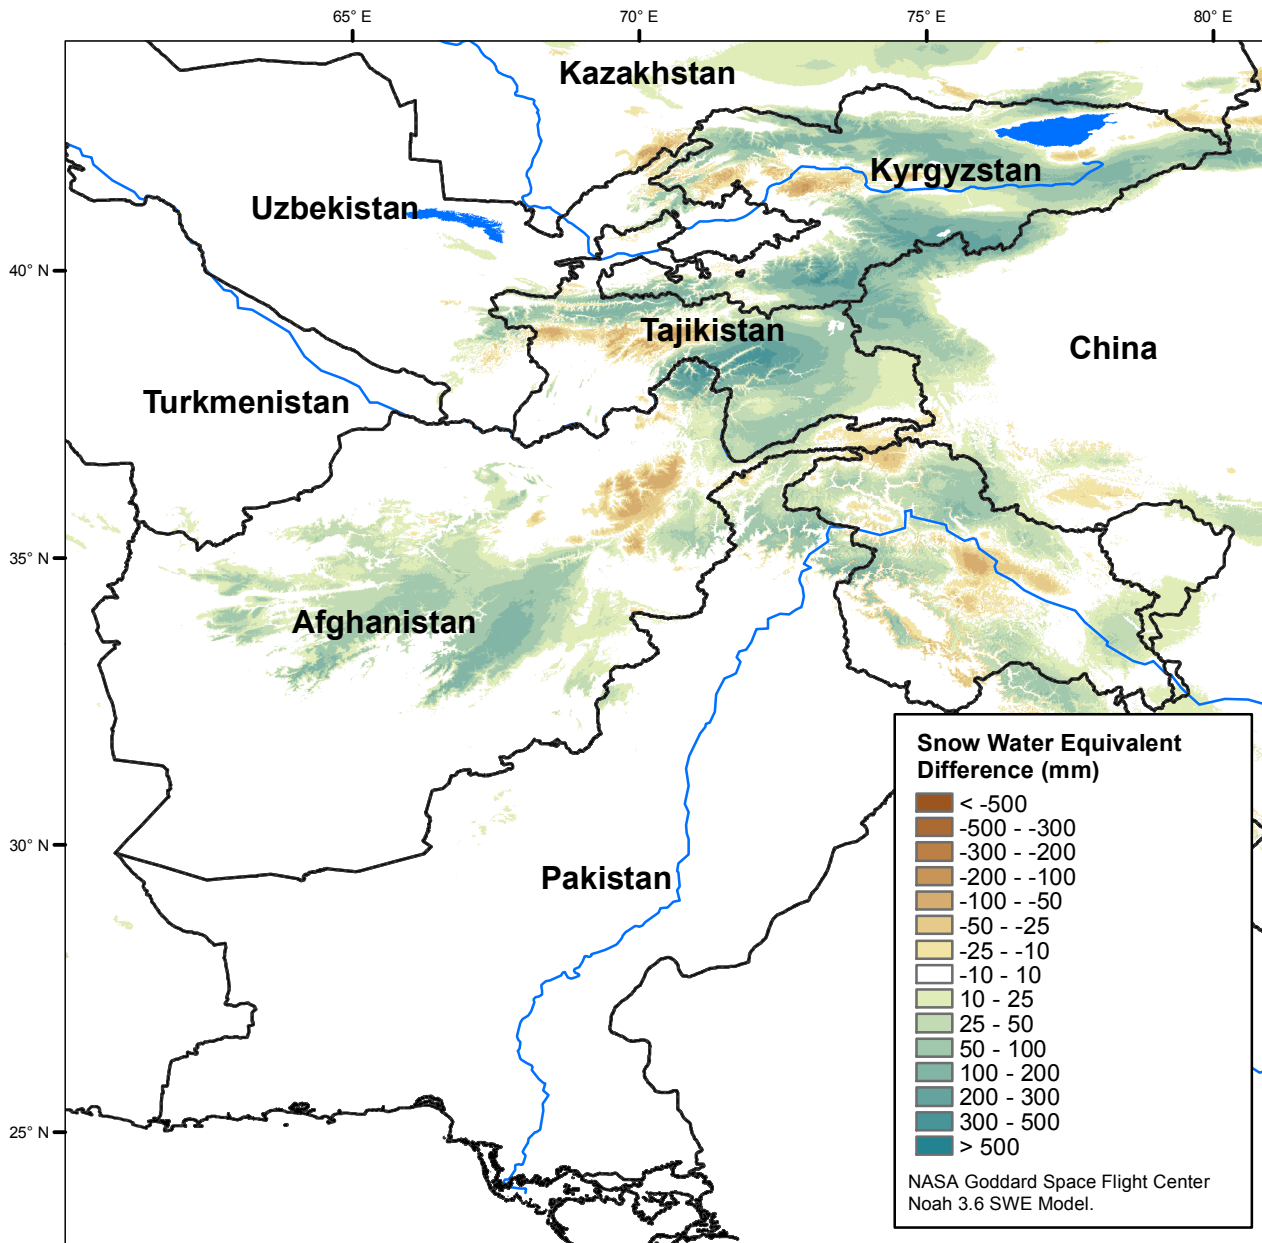 65° E
70° E
75° E
80° E
Kazakhstan
Kyrgyzstan
Uzbekistan
40° N
Tajikistan
China
Turkmenistan
35° N
Afghanistan
30° N
Pakistan
25° N
Snow Water Equivalent
Difference (mm)
< -500
-500 - -300
-300 - -200
-200 - -100
-100 - -50
-50 - -25
-25 - -10
-10 - 10
10 - 25
25 - 50
50 - 100
100 - 200
200 - 300
300 - 500
> 500
NASA Goddard Space Flight Center
Noah 3.6 SWE Model.